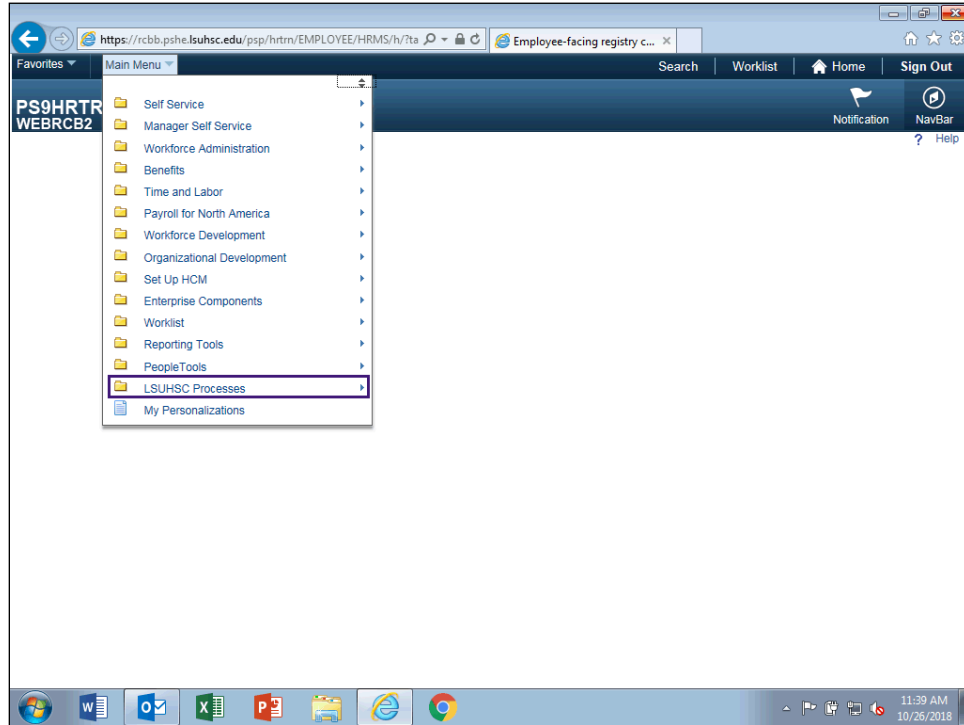 https://rcbb.pshe.lsuhsc.edu/psp/hrtrn/EMPLOYEE/HRMS/h/?ta
Employee-facing registry c...
Favorites
Main Menu
Search
Worklist
Home
Sign Out
PS9HRTR
WEBRCB2
Notification
NavBar
? Help
Self Service
Manager Self Service
Workforce Administration
Benefits
Time and Labor
Payroll for North America
Workforce Development
Organizational Development
Set Up HCM
Enterprise Components
Worklist
Reporting Tools
PeopleTools
LSUHSC Processes
My Personalizations
11:39 AM
10/26/2018